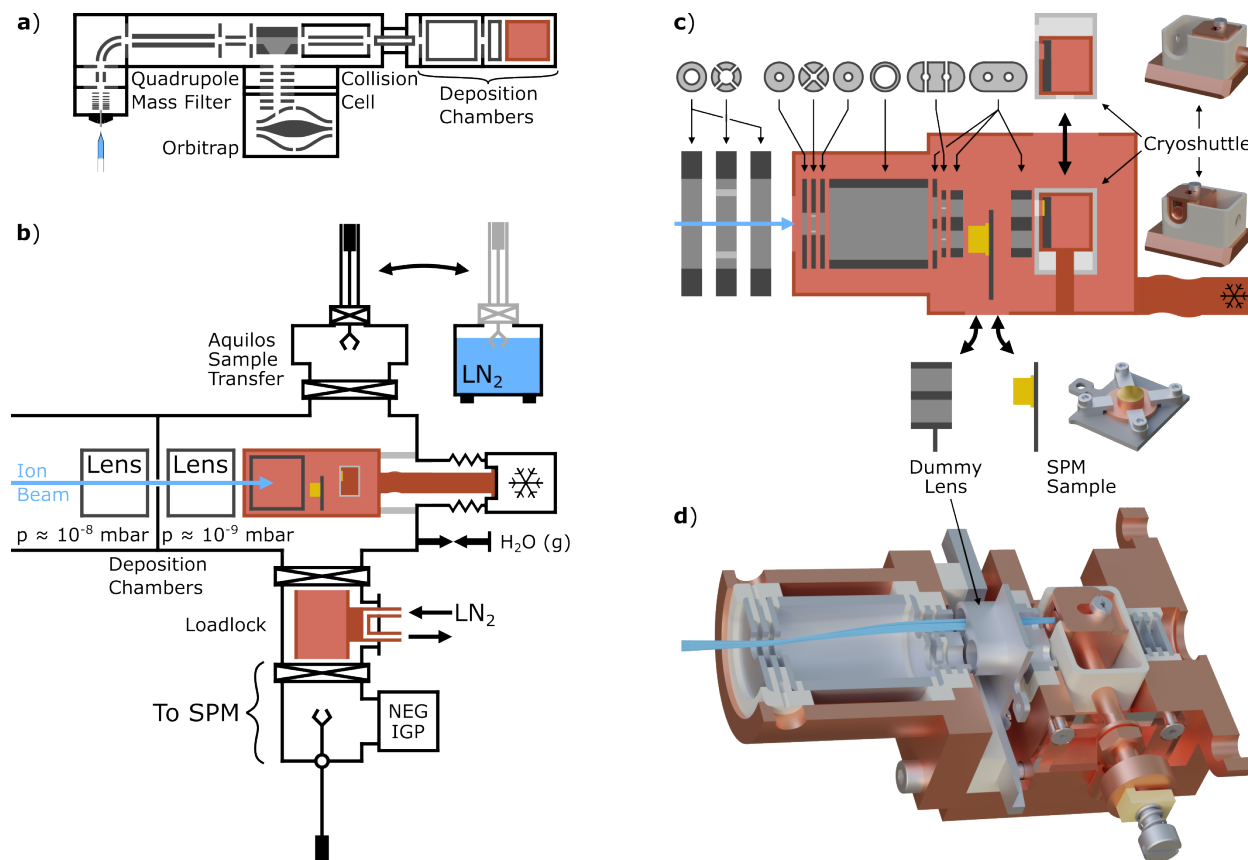 a)
Quadrupole
Mass Filter
Collision
Cell
Deposition
Chambers
Orbitrap
b)
Aquilos
Sample
Transfer
LN2
Ion
Beam
Lens
Lens
p ≈ 10-8 mbar
p ≈ 10-9 mbar
Deposition
Chambers
H2O (g)
Loadlock
LN2
To SPM
NEG
IGP
c)
Cryoshuttle
Dummy
Lens
SPM
Sample
d)